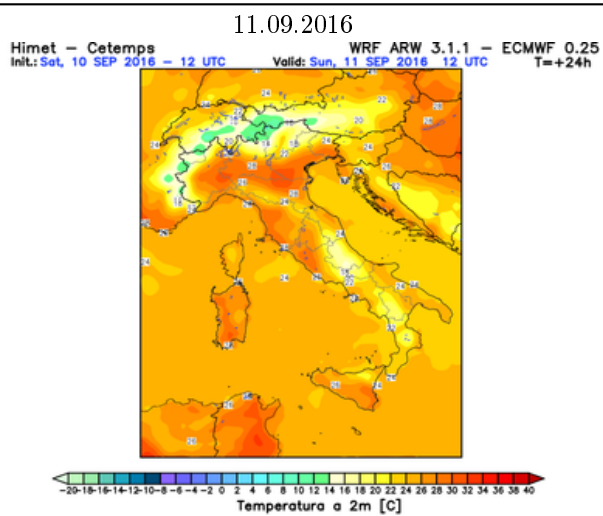 11.09.2016
Himet – Cetemps WRF ARW 3.1.1 – ECMWF 0.25
Init.: Sat, 10 SEP 2016 – 12 UTC Valid: Sun, 11 SEP 2016 12 UTC T=+24h
-20-18-16-14-12-10-8 -6 -4 -2 0 2 4 6 8 10 12 14 16 18 20 22 24 26 28 30 32 34 36 38 40
Temperatura a 2m [C]